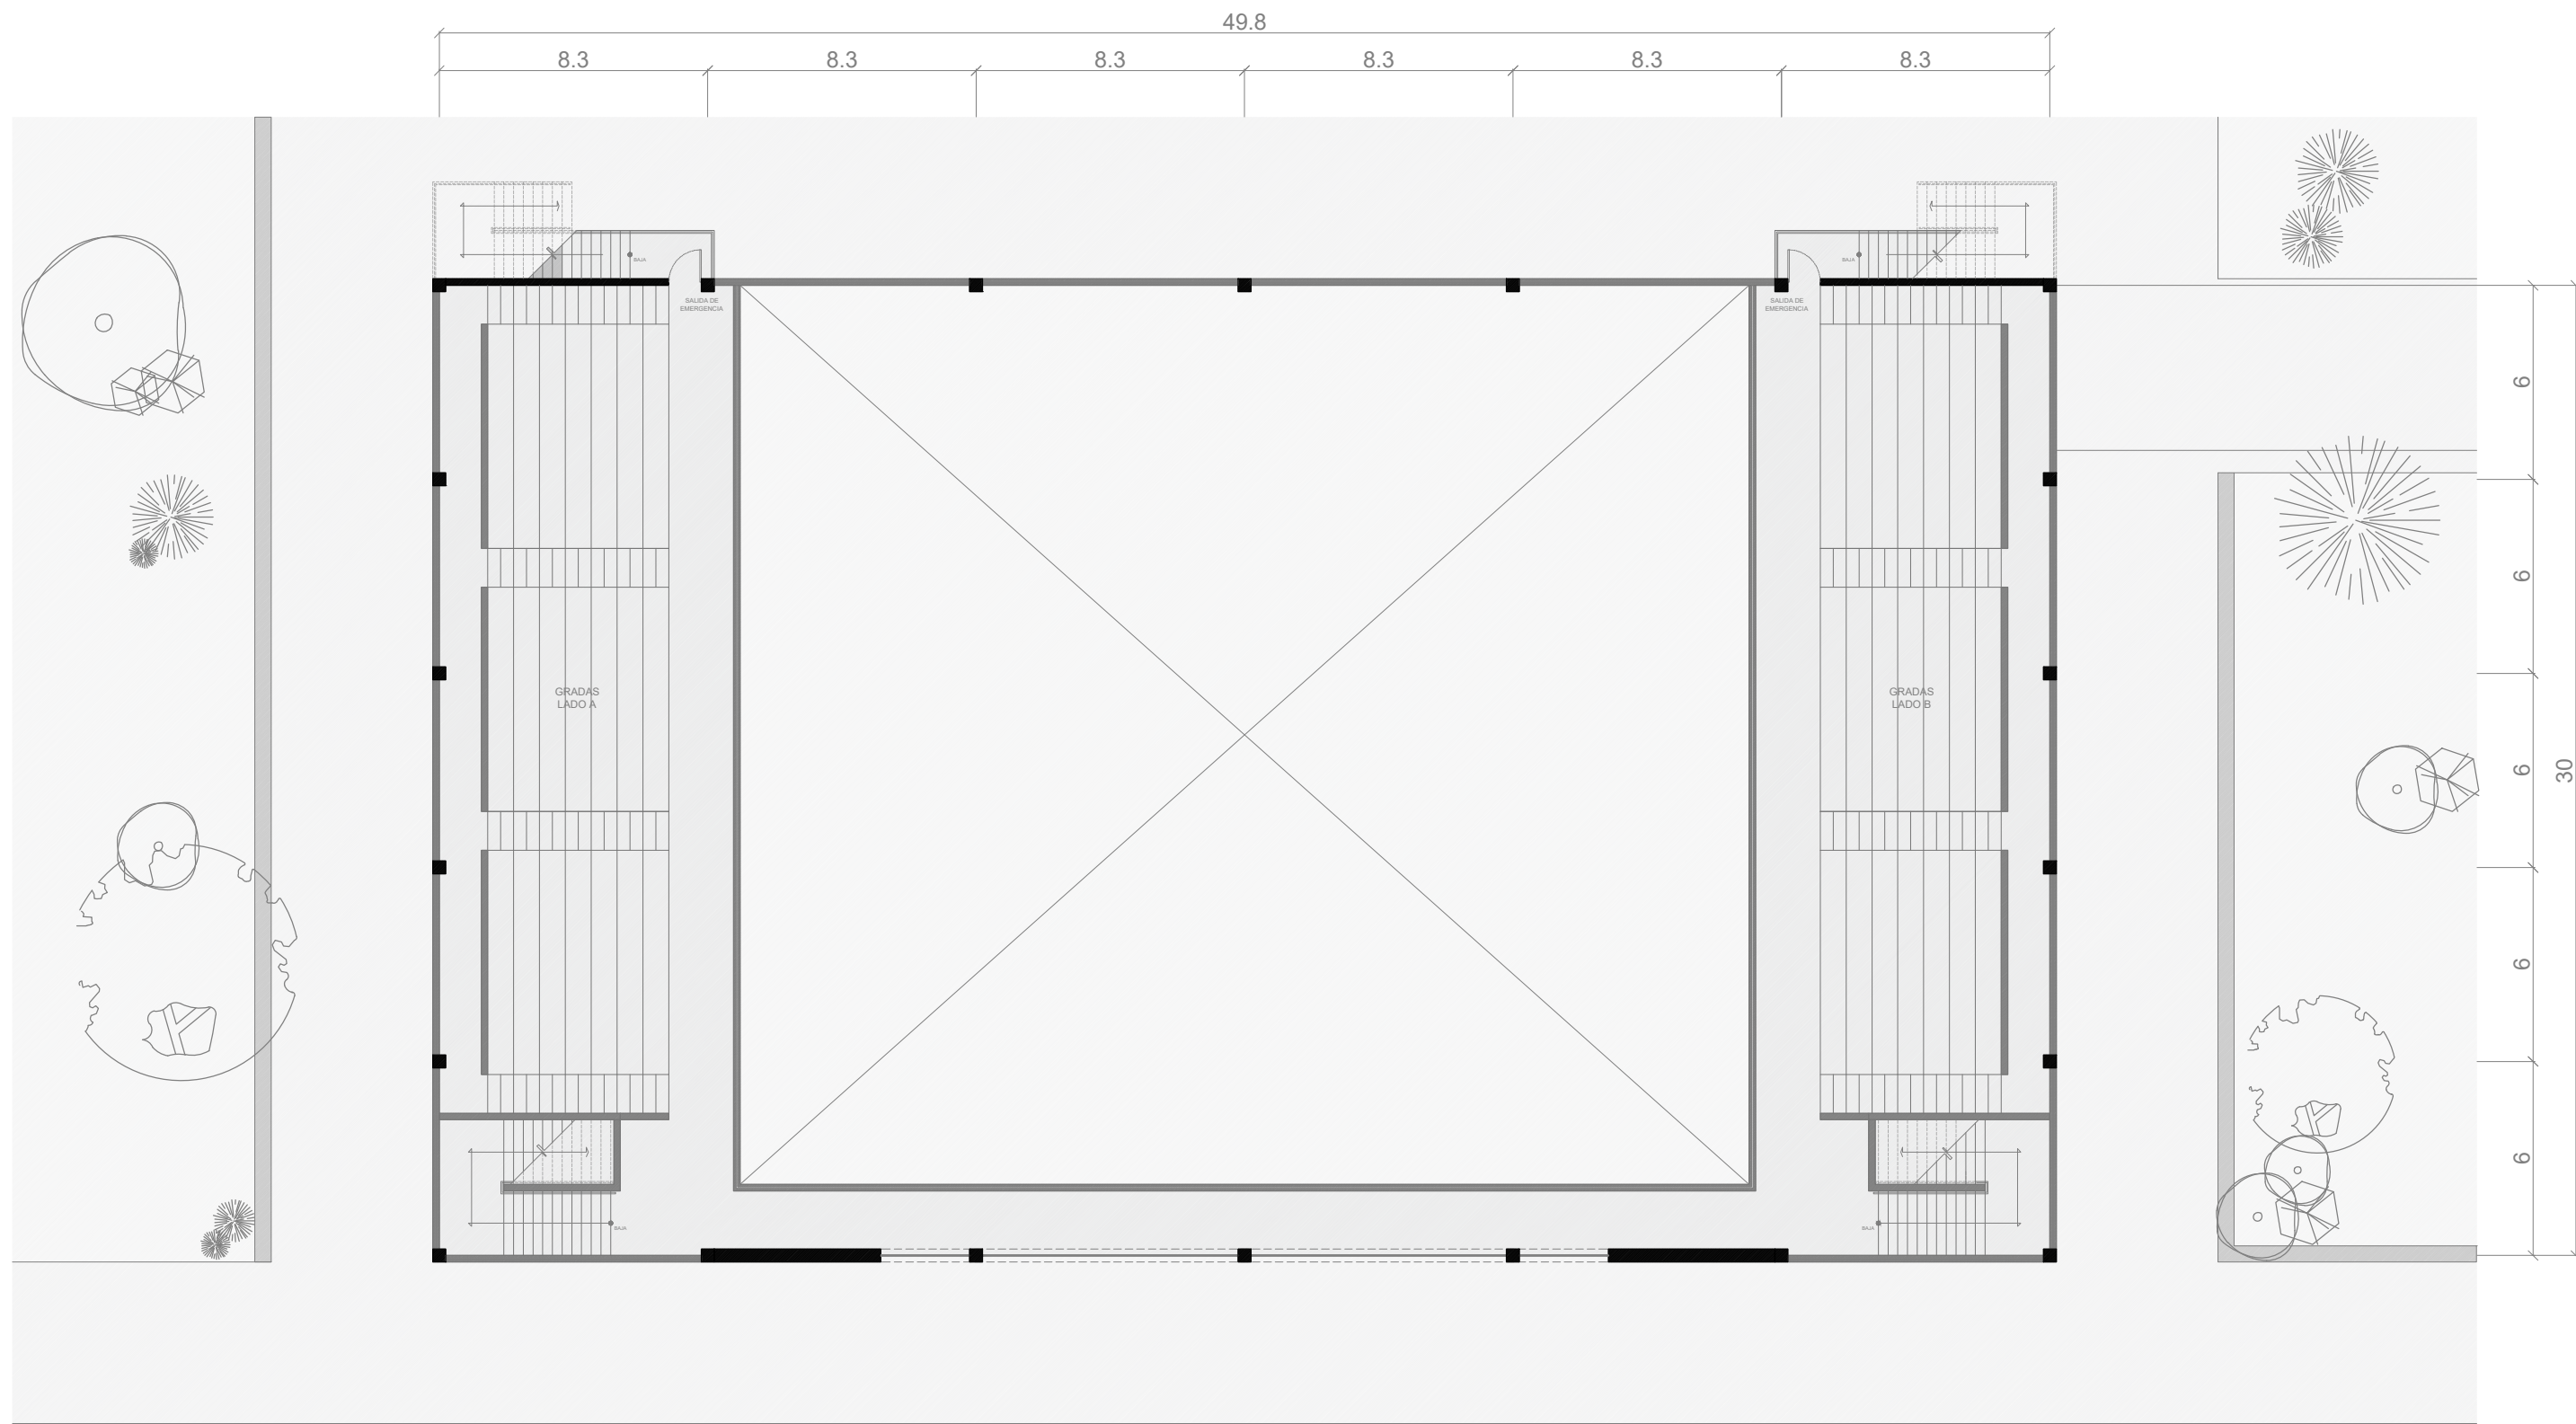 49.8
8.3 8.3 8.3 8.3 8.3 8.3
BAJA
BAJA
SALIDA DE
EMERGENCIA
SALIDA DE
EMERGENCIA
6
6
GRADAS
LADO A
GRADAS
LADO B
6
30
6
6
BAJA
BAJA